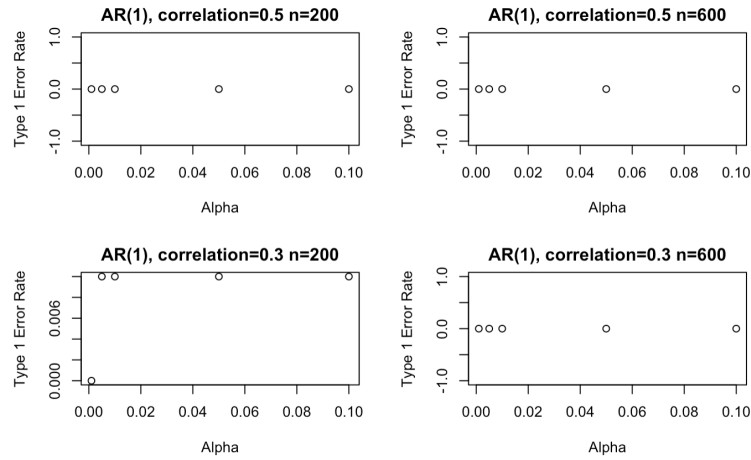 AR(1), correlation=0.5 n=200
Type 1 Error Rate
1.0
0.0
-1.0
0.00 0.02 0.04 0.06 0.08 0.10
Alpha
AR(1), correlation=0.5 n=600
Type 1 Error Rate
1.0
0.0
-1.0
0.00 0.02 0.04 0.06 0.08 0.10
Alpha
AR(1), correlation=0.3 n=200
Type 1 Error Rate
0.006
0.000
0.00 0.02 0.04 0.06 0.08 0.10
Alpha
AR(1), correlation=0.3 n=600
Type 1 Error Rate
1.0
0.0
-1.0
0.00 0.02 0.04 0.06 0.08 0.10
Alpha